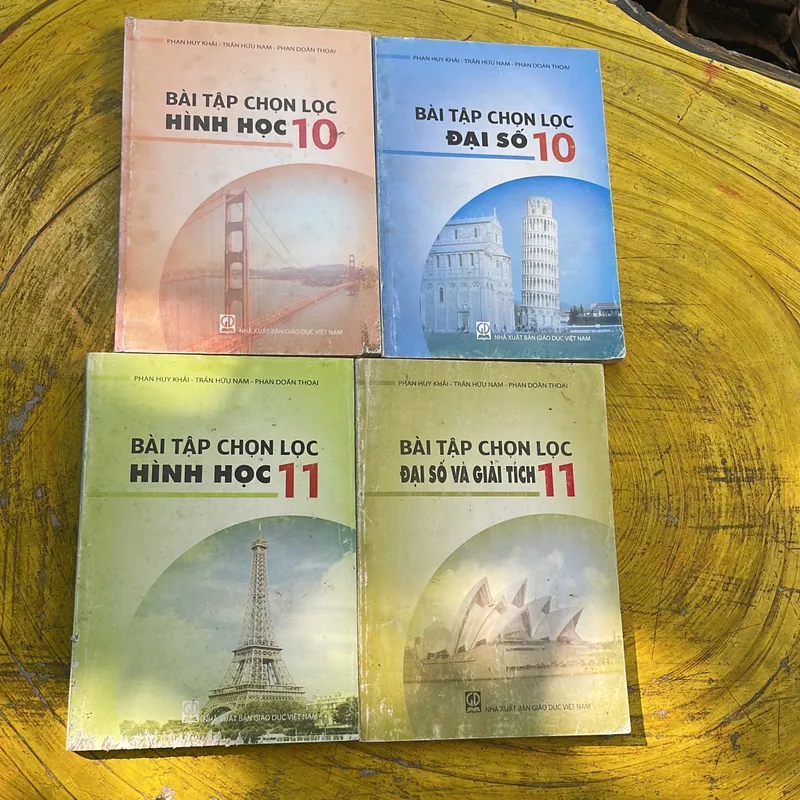 PHAN HUY KHẢI - TRẦN HỮU NAM - PHAN DOÃN THOẠI
BÀI TẬP CHỌN LỌC
HÌNH HỌC 10
NHÀ XUẤT BẢN GIÁO DỤC VIỆT NAM
PHAN HUY KHẢI - TRẦN HỮU NAM - PHAN DOÃN THOẠI
BÀI TẬP CHỌN LỌC
ĐẠI SỐ 10
NHÀ XUẤT BẢN GIÁO DỤC VIỆT NAM
PHAN HUY KHẢI - TRẦN HỮU NAM - PHAN DOÃN THOẠI
BÀI TẬP CHỌN LỌC
HÌNH HỌC 11
NHÀ XUẤT BẢN GIÁO DỤC VIỆT NAM
PHAN HUY KHẢI - TRẦN HỮU NAM - PHAN DOÃN THOẠI
BÀI TẬP CHỌN LỌC
ĐẠI SỐ VÀ GIẢI TÍCH 11
NHÀ XUẤT BẢN GIÁO DỤC VIỆT NAM